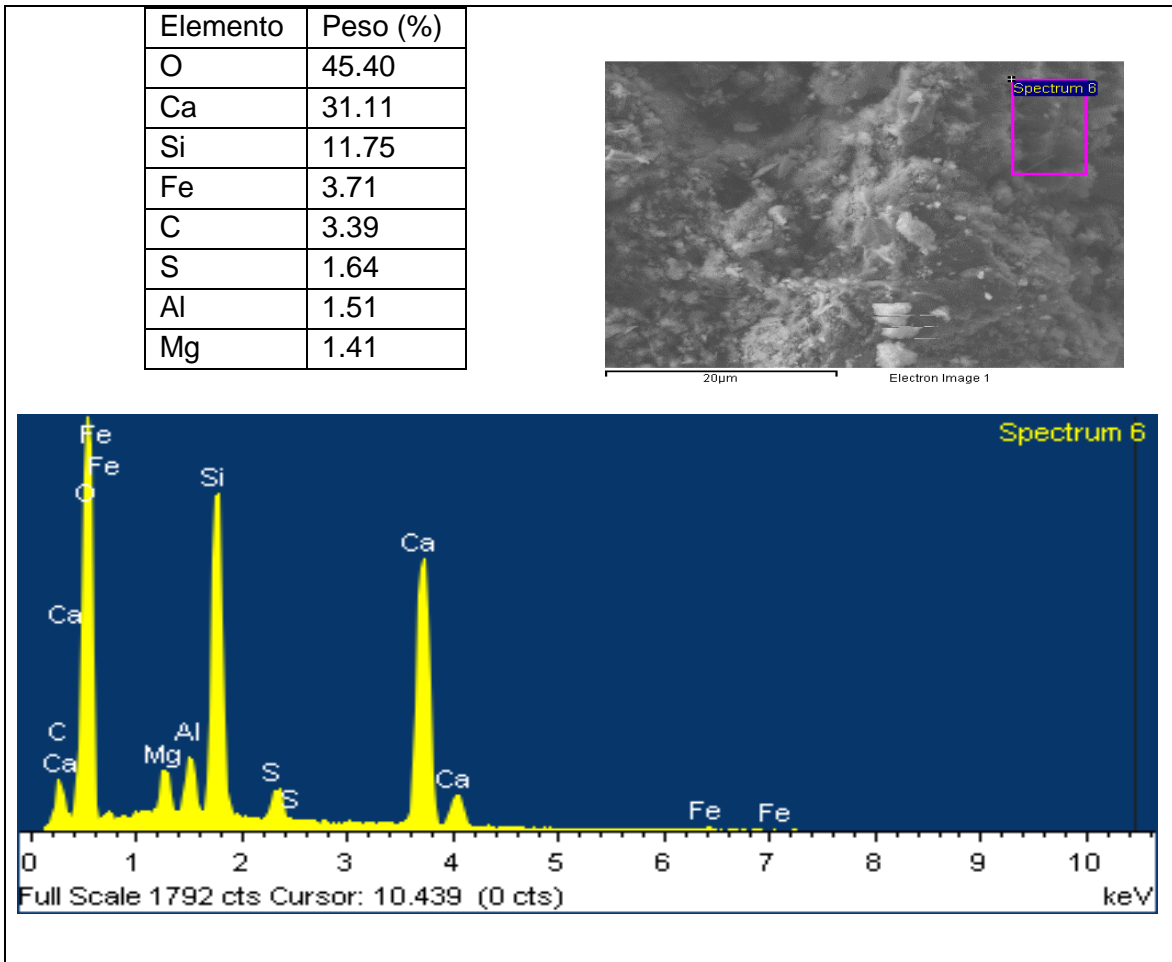 Elemento Peso (%)
O 45.40
Ca 31.11
Si 11.75
Fe 3.71
C 3.39
S 1.64
Al 1.51
Mg 1.41
Spectrum 6
20µm Electron Image 1
Spectrum 6
Fe
Fe
O
Si
Ca
Ca
C
Ca
Mg
Al
S
S
Ca
Fe
Fe
0 1 2 3 4 5 6 7 8 9 10
Full Scale 1792 cts Cursor: 10.439 (0 cts) keV